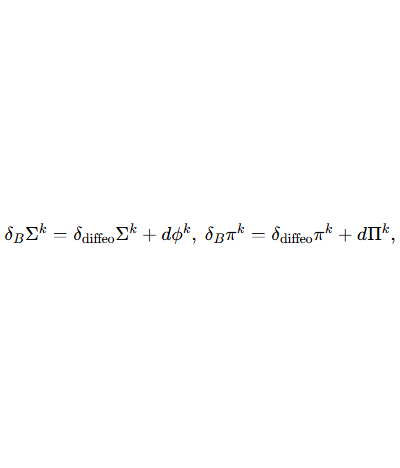 δ_BΣ^k = δ_diffeoΣ^k + dϕ^k, δ_Bπ^k = δ_diffeoπ^k + dΠ^k,